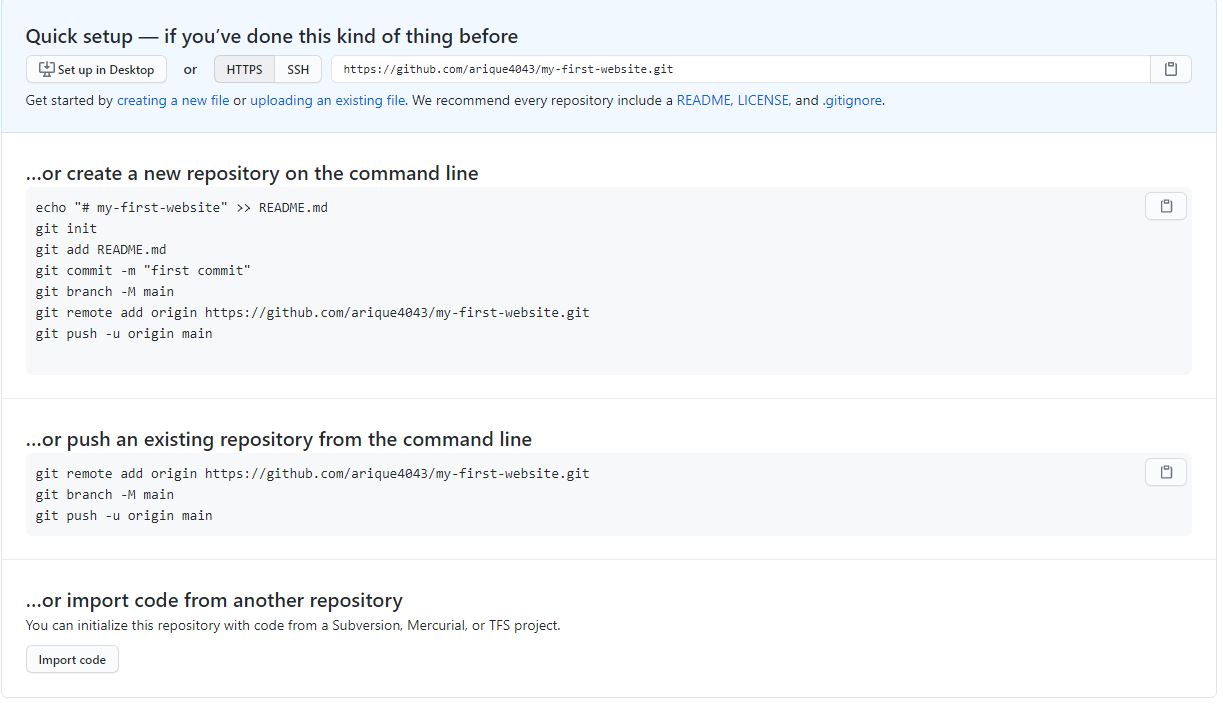 Quick setup — if you’ve done this kind of thing before
Set up in Desktop or HTTPS SSH https://github.com/arique4043/my-first-website.git
Get started by creating a new file or uploading an existing file. We recommend every repository include a README, LICENSE, and .gitignore.
…or create a new repository on the command line
echo "# my-first-website" >> README.md
git init
git add README.md
git commit -m "first commit"
git branch -M main
git remote add origin https://github.com/arique4043/my-first-website.git
git push -u origin main
…or push an existing repository from the command line
git remote add origin https://github.com/arique4043/my-first-website.git
git branch -M main
git push -u origin main
…or import code from another repository
You can initialize this repository with code from a Subversion, Mercurial, or TFS project.
Import code